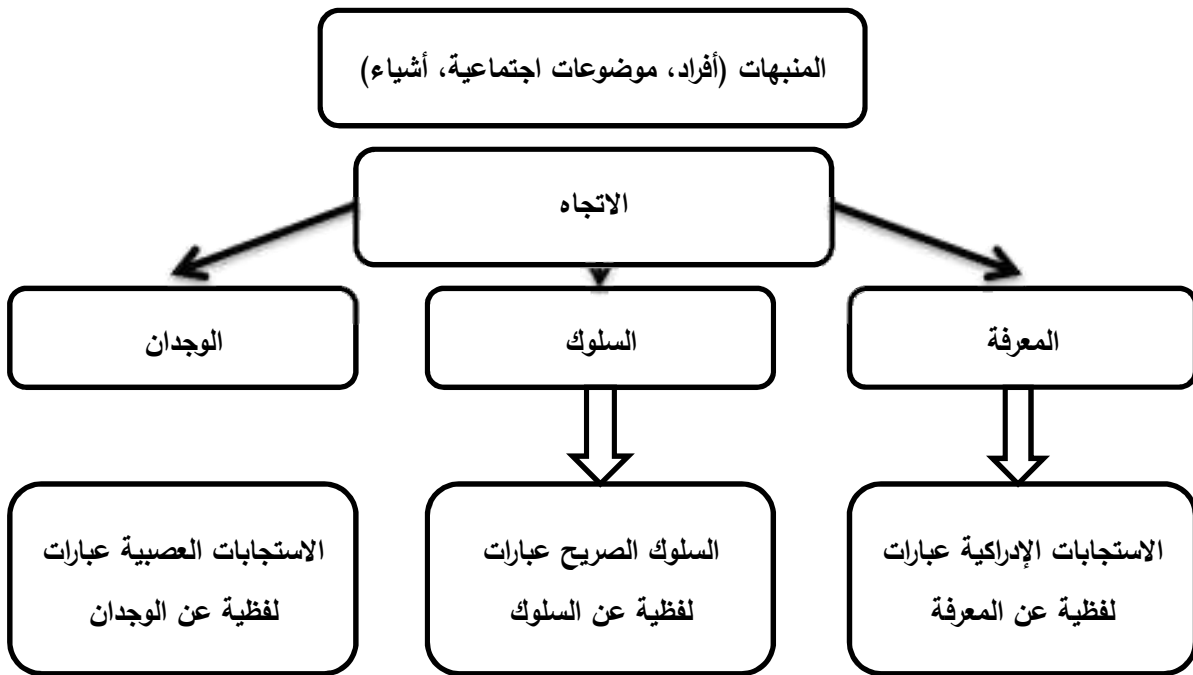 المنبهات (أفراد، موضوعات اجتماعية، أشياء)
الاتجاه
المعرفة
السلوك
الوجدان
الاستجابات الإدراكية عبارات
لفظية عن المعرفة
السلوك الصريح عبارات
لفظية عن السلوك
الاستجابات العصبية عبارات
لفظية عن الوجدان